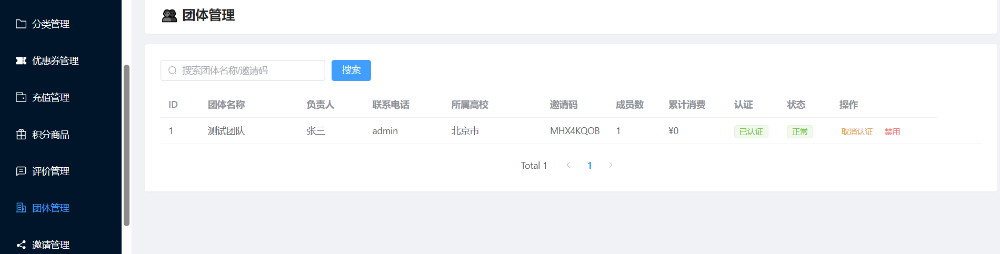 分类管理
优惠券管理
充值管理
积分商品
评价管理
团体管理
邀请管理
团体管理
搜索团体名称/邀请码 搜索
ID 团体名称 负责人 联系电话 所属高校 邀请码 成员数 累计消费 认证 状态 操作
1 测试团队 张三 admin 北京市 MHX4KQOB 1 ¥0 已认证 正常 取消认证 禁用
Total 1 1